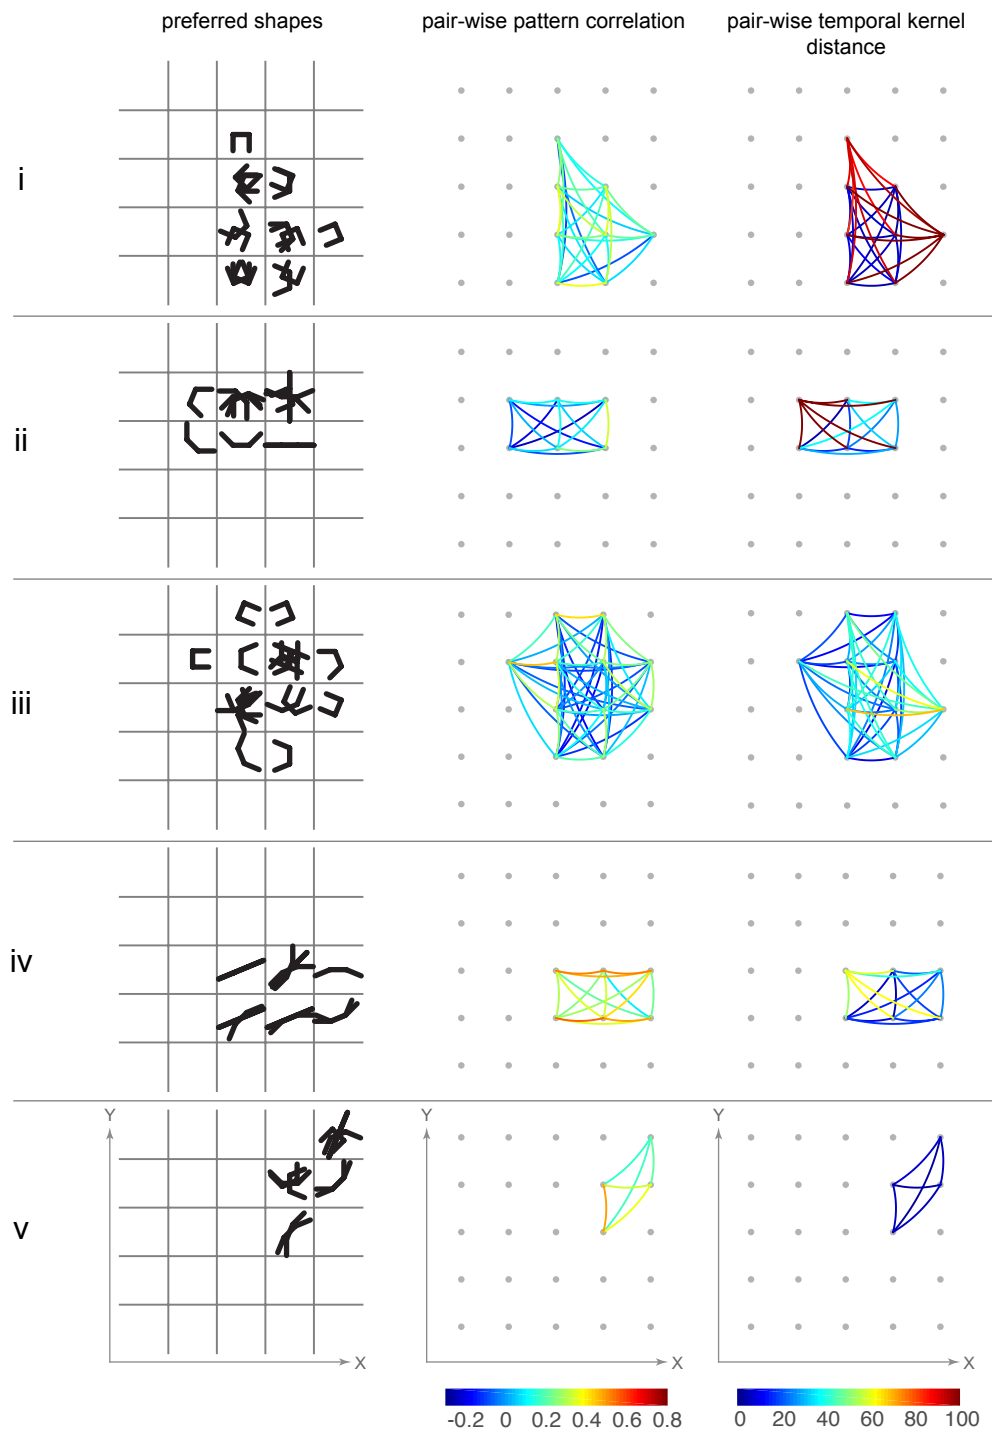 preferred shapes
pair-wise pattern correlation
pair-wise temporal kernel
distance
i
ii
iii
iv
v
Y
X
Y
X
Y
X
-0.2 0 0.2 0.4 0.6 0.8
0 20 40 60 80 100